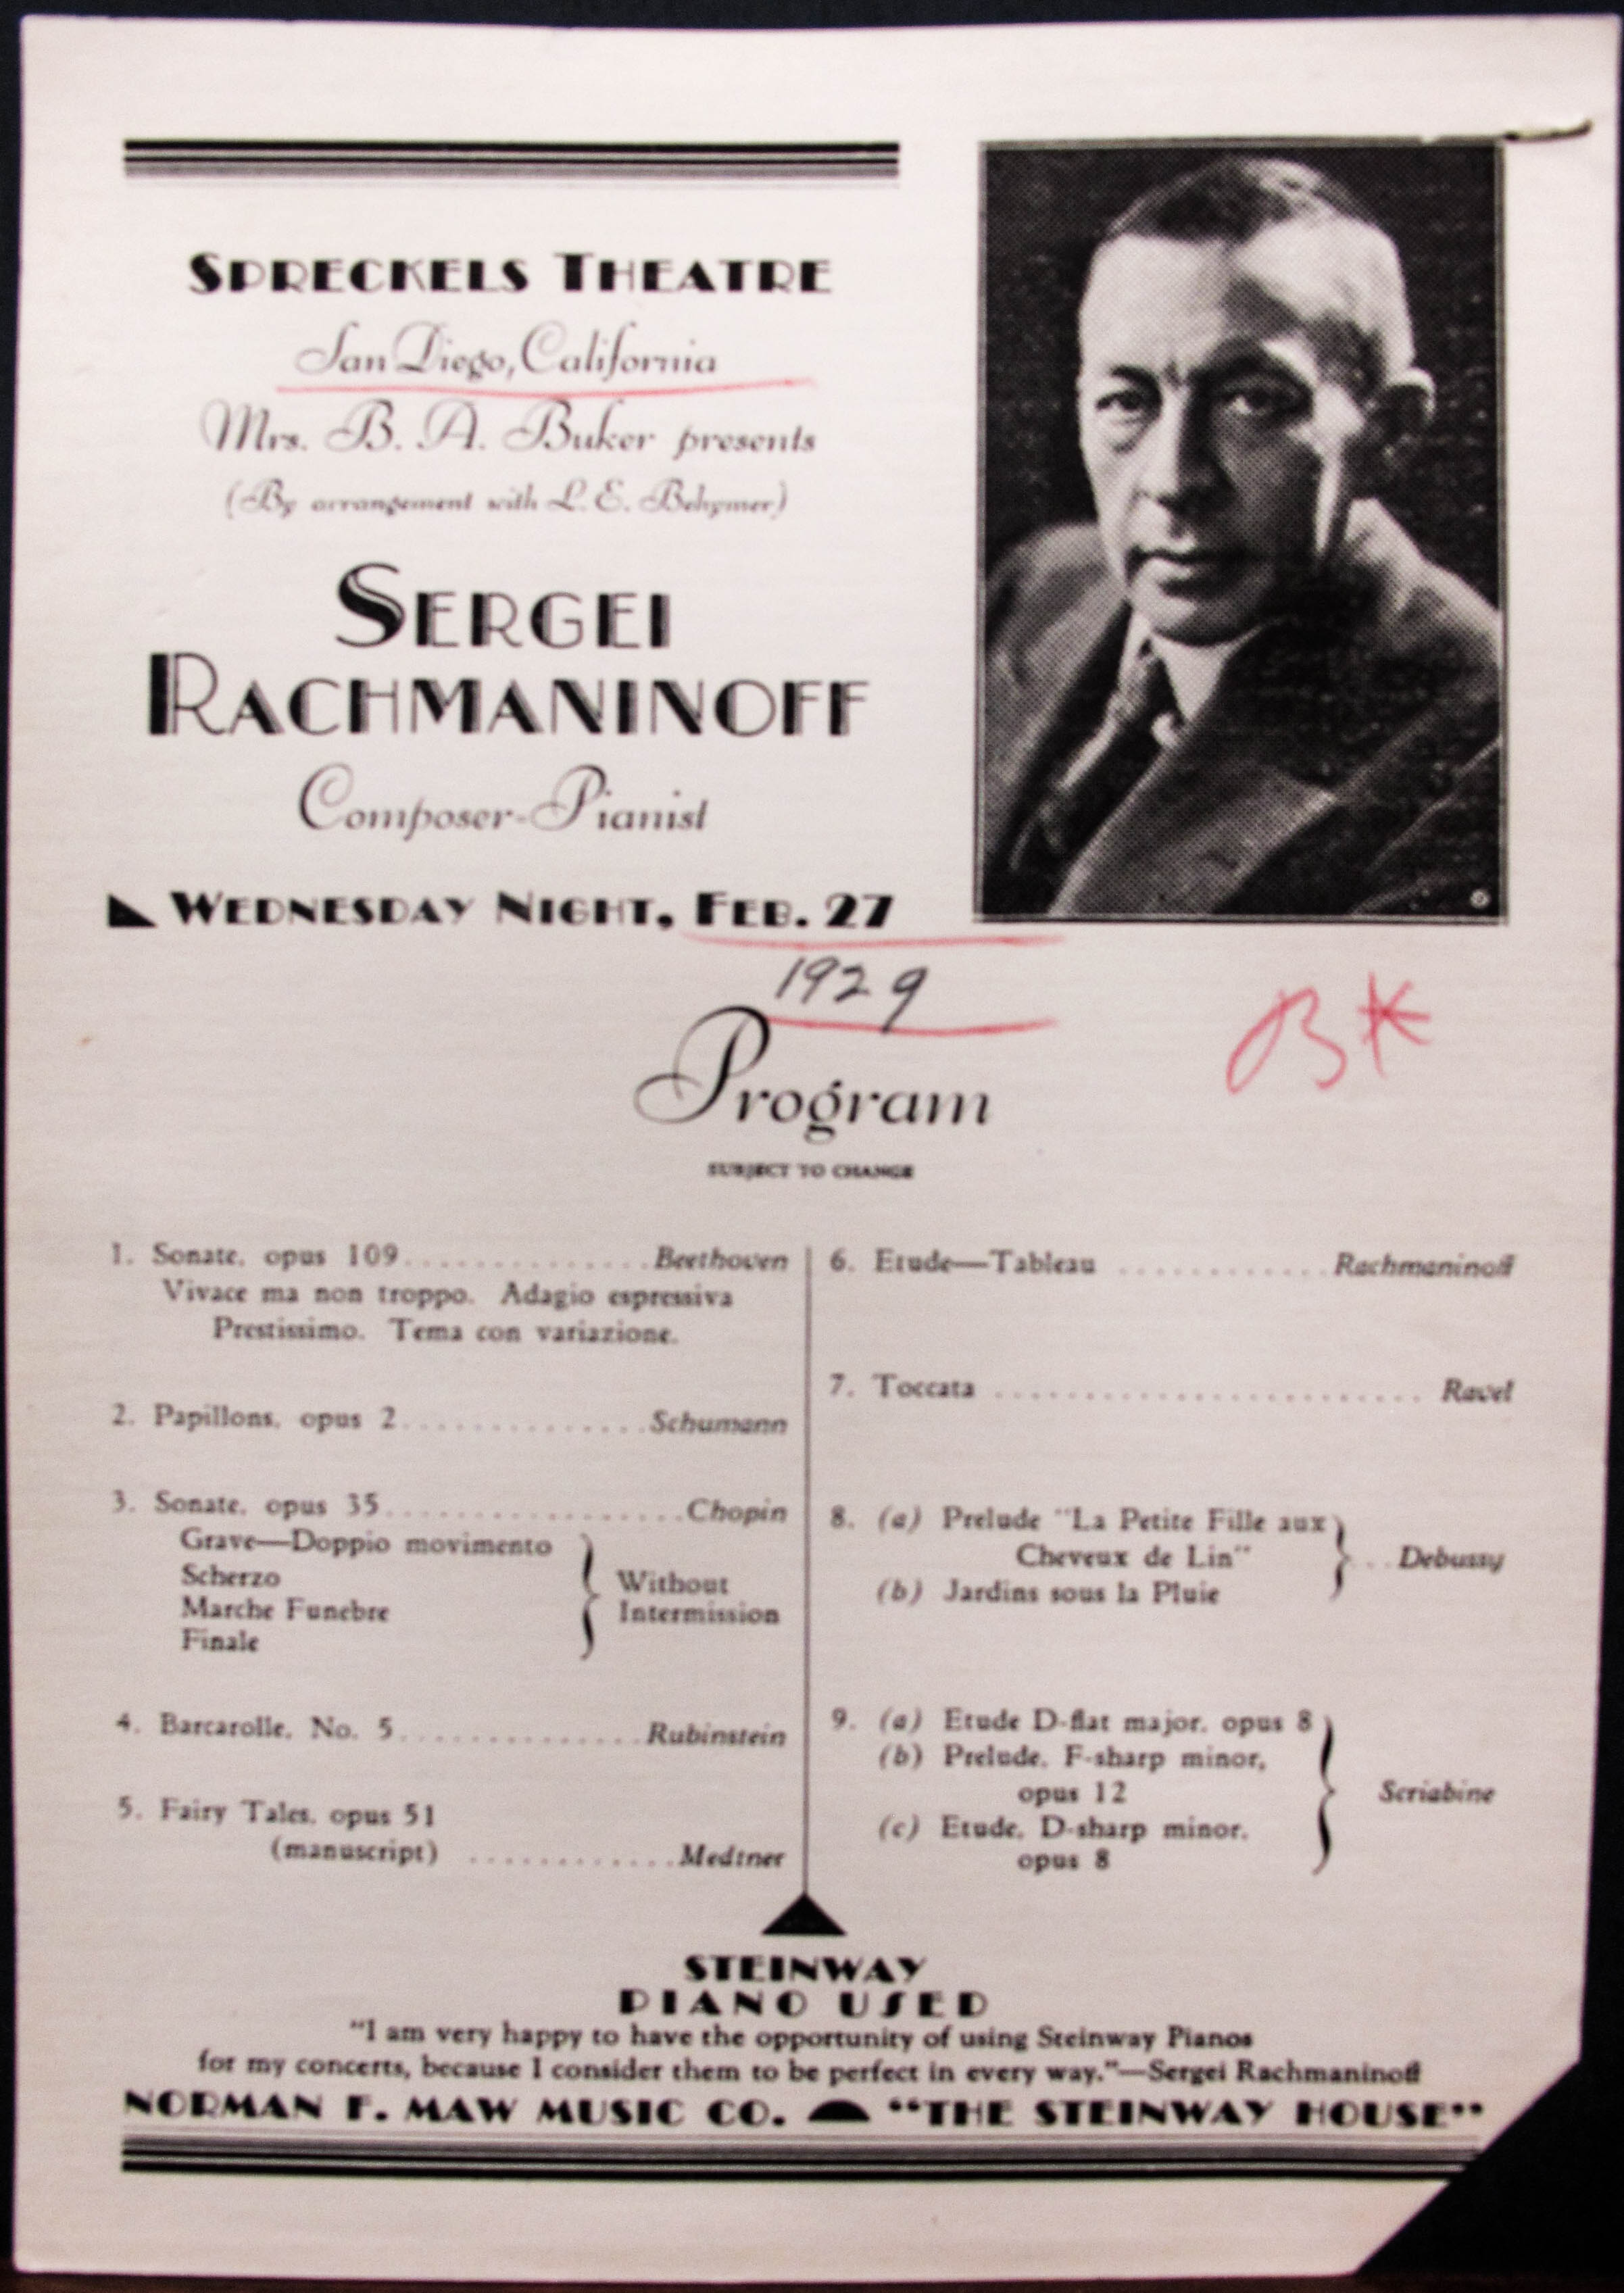 SPRECKELS THEATRE
San Diego, California
Mrs. B. A. Buker presents
(By arrangement with L. E. Behymer)
SERGEI
RACHMANINOFF
Composer-Pianist
WEDNESDAY NIGHT, FEB. 27
1929
B*
Program
SUBJECT TO CHANGE
1. Sonate, opus 109..............Beethoven
Vivace ma non troppo. Adagio espressiva
Prestissimo. Tema con variazione.
2. Papillons, opus 2..............Schumann
3. Sonate, opus 35.................Chopin
Grave—Doppio movimento
Scherzo
Marche Funebre
Finale
Without
Intermission
4. Barcarolle, No. 5..............Rubinstein
5. Fairy Tales, opus 51
(manuscript) ............Medtner
6. Etude—Tableau ............Rachmaninoff
7. Toccata ......................... Ravel
8. (a) Prelude "La Petite Fille aux
Cheveux de Lin"
(b) Jardins sous la Pluie
.. Debussy
9. (a) Etude D-flat major, opus 8
(b) Prelude, F-sharp minor,
opus 12
(c) Etude, D-sharp minor,
opus 8
Scriabine
STEINWAY
PIANO USED
"I am very happy to have the opportunity of using Steinway Pianos
for my concerts, because I consider them to be perfect in every way."—Sergei Rachmaninoff
NORMAN F. MAW MUSIC CO. "THE STEINWAY HOUSE"